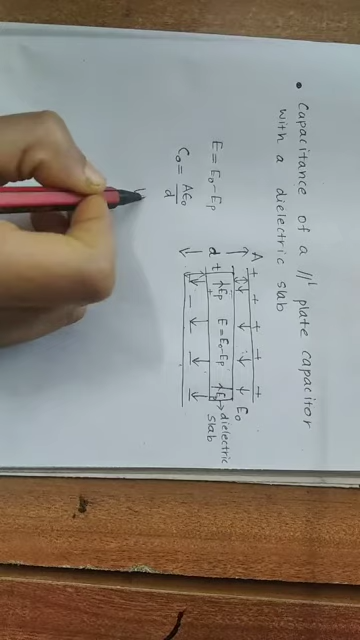 • Capacitance of a ||ˡ plate capacitor
with a dielectric slab
A + + + + +
E₀
E = E₀ - Eₚ
d
+
Eₚ E = E₀ - Eₚ
dielectric
slab
C₀ = Aε₀
d